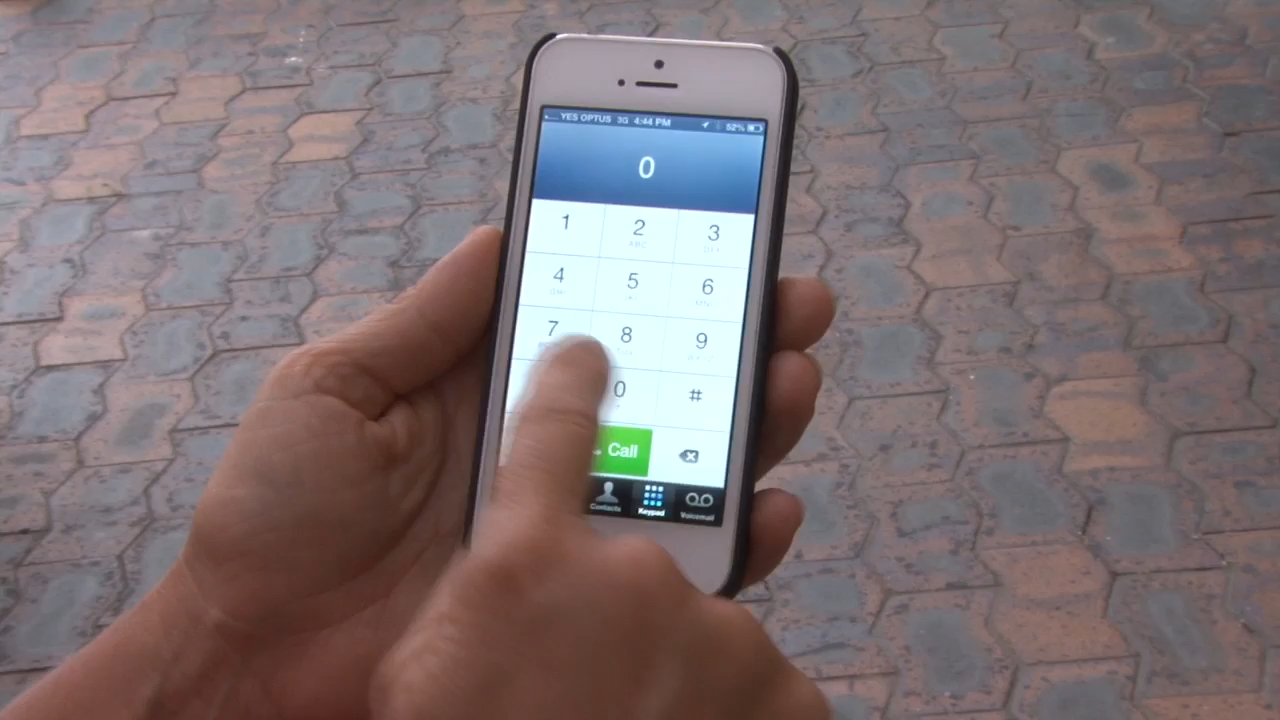 YES OPTUS 3G 4:44 PM 52%
0
1 2 3
ABC
4 5 6
7 8 9
0 #
Call
Contacts Keypad Voicemail